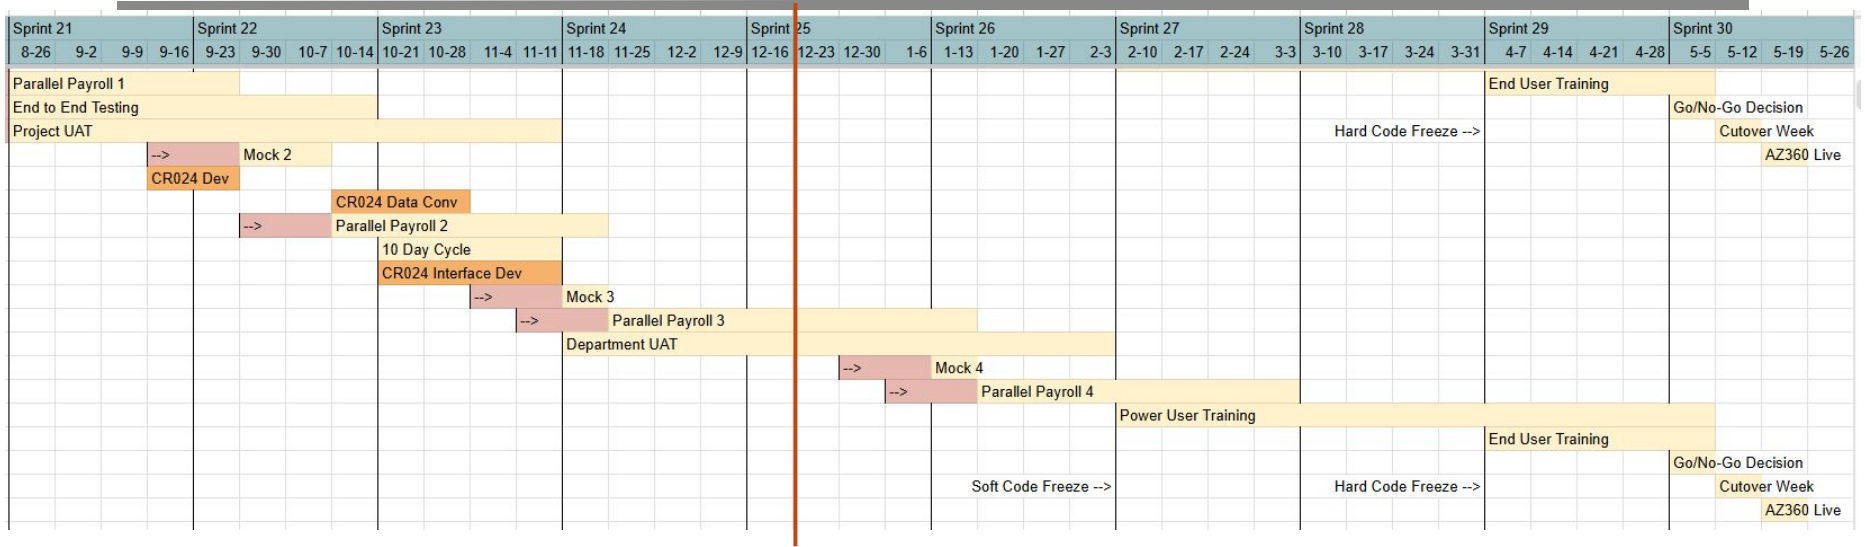 Sprint 21 Sprint 22 Sprint 23 Sprint 24 Sprint 25 Sprint 26 Sprint 27 Sprint 28 Sprint 29 Sprint 30
8-26 9-2 9-9 9-16 9-23 9-30 10-7 10-14 10-21 10-28 11-4 11-11 11-18 11-25 12-2 12-9 12-16 12-23 12-30 1-6 1-13 1-20 1-27 2-3 2-10 2-17 2-24 3-3 3-10 3-17 3-24 3-31 4-7 4-14 4-21 4-28 5-5 5-12 5-19 5-26
Parallel Payroll 1 End User Training
End to End Testing Go/No-Go Decision
Project UAT Hard Code Freeze --> Cutover Week
--> Mock 2 AZ360 Live
CR024 Dev
CR024 Data Conv
--> Parallel Payroll 2
10 Day Cycle
CR024 Interface Dev
--> Mock 3
--> Parallel Payroll 3
Department UAT
--> Mock 4
--> Parallel Payroll 4
Power User Training
End User Training
Go/No-Go Decision
Soft Code Freeze --> Hard Code Freeze --> Cutover Week
AZ360 Live